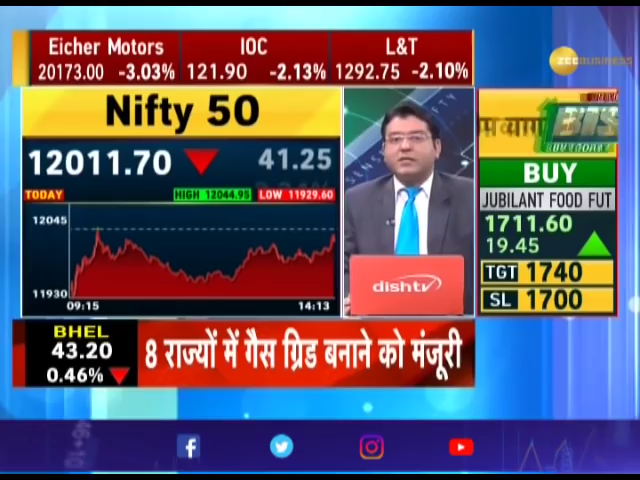 Eicher Motors
20173.00 -3.03%
IOC
121.90 -2.13%
L&T
1292.75 -2.10%
ZEE BUSINESS
Nifty 50
12011.70 41.25
TODAY HIGH 12044.95 LOW 11929.60
12045
11930
09:15 14:13
dishtv
BUY
JUBILANT FOOD FUT
1711.60
19.45
TGT 1740
SL 1700
BHEL
43.20
0.46%
8 राज्यों में गैस ग्रिड बनाने को मंजूरी